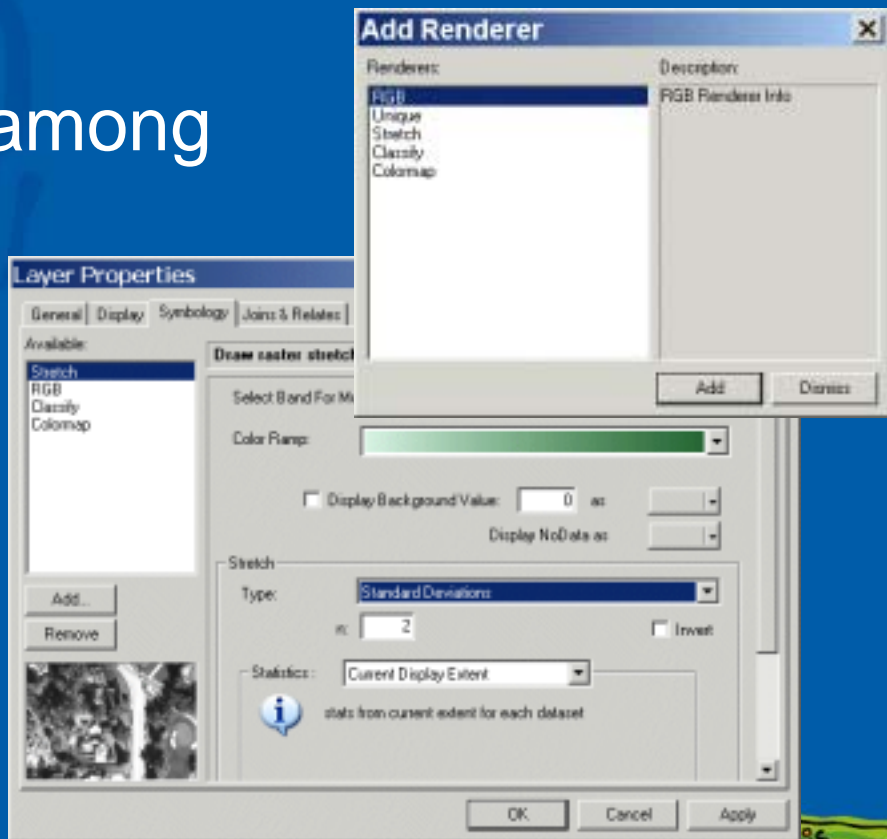 among
Add Renderer
Renderers:
Description:
RGB
Unique
Stretch
Classify
Colormap
RGB Renderer Info
Add
Dismiss
Layer Properties
General
Display
Symbology
Joins & Relates
Available:
Stretch
RGB
Classify
Colormap
Add...
Remove
Draw raster stretch
Select Band For
Color Ramp:
Display Background Value:
0
as
Display NoData as
Stretch
Type:
Standard Deviations
n:
2
Invert
Statistics :
Current Display Extent
stats from current extent for each dataset
OK
Cancel
Apply